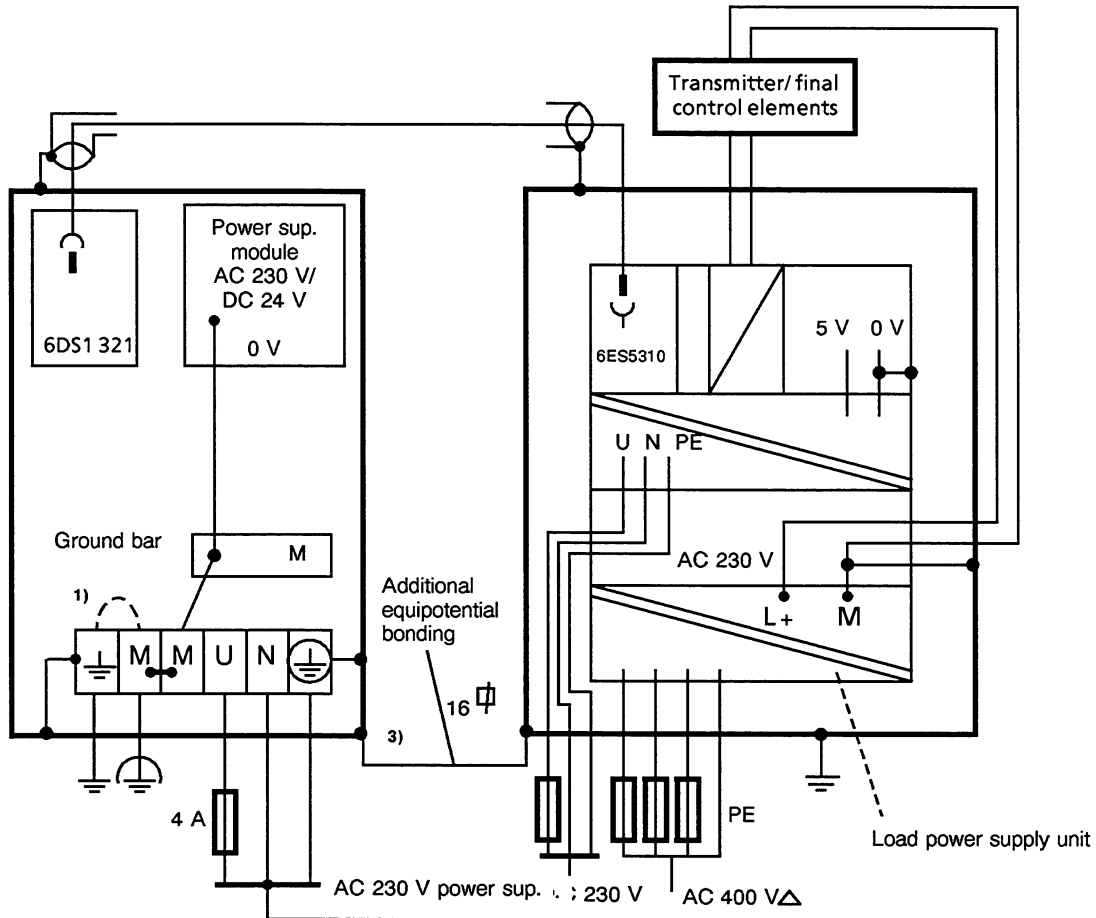 Transmitter/ final
control elements
Power sup.
module
AC 230 V/
DC 24 V
0 V
6DS1 321
6ES5310
5 V 0 V
U N PE
AC 230 V
L+ M
Ground bar
M
1)
M M U N
Additional
equipotential
bonding
16
3)
4 A
PE
Load power supply unit
AC 230 V power sup.
230 V
AC 400 V△